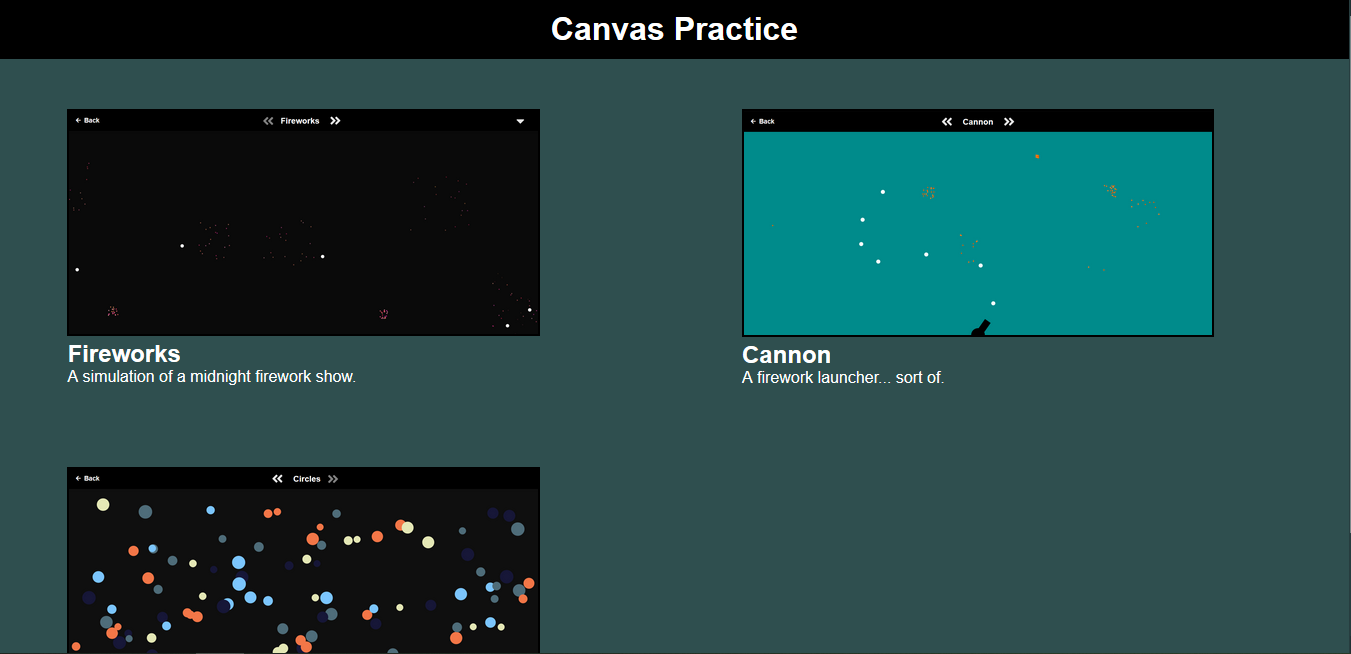 Canvas Practice
← Back
Fireworks
Fireworks
A simulation of a midnight firework show.
← Back
Cannon
Cannon
A firework launcher... sort of.
← Back
Circles